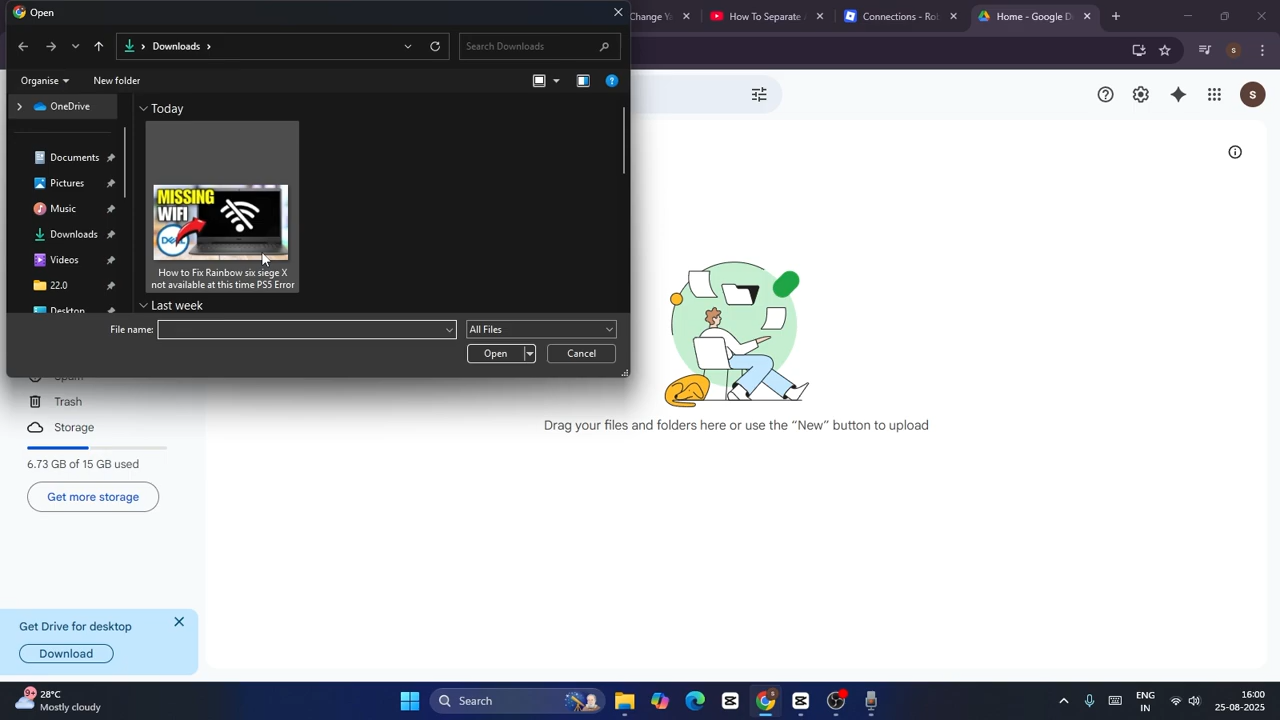 Open
Change Y
How To Separate
Connections - Ro
Home - Google D
Downloads
Search Downloads
Organise
New folder
OneDrive
Documents
Pictures
Music
Downloads
Videos
22.0
Desktop
Today
MISSING
WIFI
DELL
How to Fix Rainbow six siege X
not available at this time PS5 Error
Last week
File name:
All Files
Open
Cancel
S
S
Spam
Trash
Storage
6.73 GB of 15 GB used
Get more storage
Drag your files and folders here or use the “New” button to upload
Get Drive for desktop
Download
9+
28°C
Mostly cloudy
Search
ENG
IN
16:00
25-08-2025